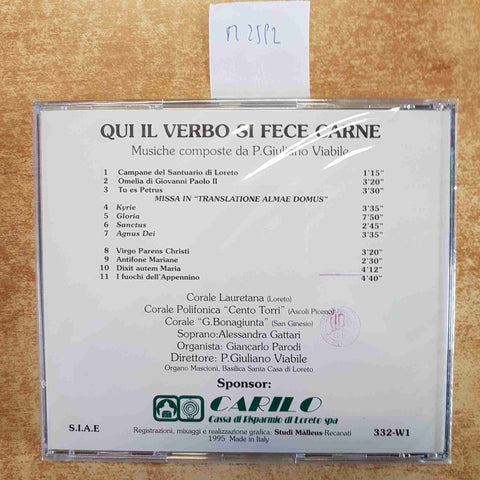 n 2592
QUI IL VERBO SI FECE CARNE
Musiche composte da P.Giuliano Viabile
1 Campane del Santuario di Loreto 1'15"
2 Omelia di Giovanni Paolo II 3'20"
3 Tu es Petrus 3'30"
MISSA IN "TRANSLATIONE ALMAE DOMUS"
4 Kyrie 3'35"
5 Gloria 7'50"
6 Sanctus 2'45"
7 Agnus Dei 3'35"
8 Virgo Parens Christi 3'20"
9 Antifone Mariane 2'30"
10 Dixit autem Maria 4'12"
11 I fuochi dell'Appennino 4'40"
Corale Lauretana (Loreto)
Corale Polifonica "Cento Torri" (Ascoli Piceno)
Corale "G.Bonagiunta" (San Ginesio)
Soprano:Alessandra Gattari
Organista: Giancarlo Parodi
Direttore: P.Giuliano Viabile
Organo Mascioni, Basilica Santa Casa di Loreto
Sponsor:
CARILO
Cassa di Risparmio di Loreto spa
S.I.A.E
Registrazioni, mixaggi e realizzazione grafica: Studi Màlleus-Recanati
332-W1
1995 Made in Italy